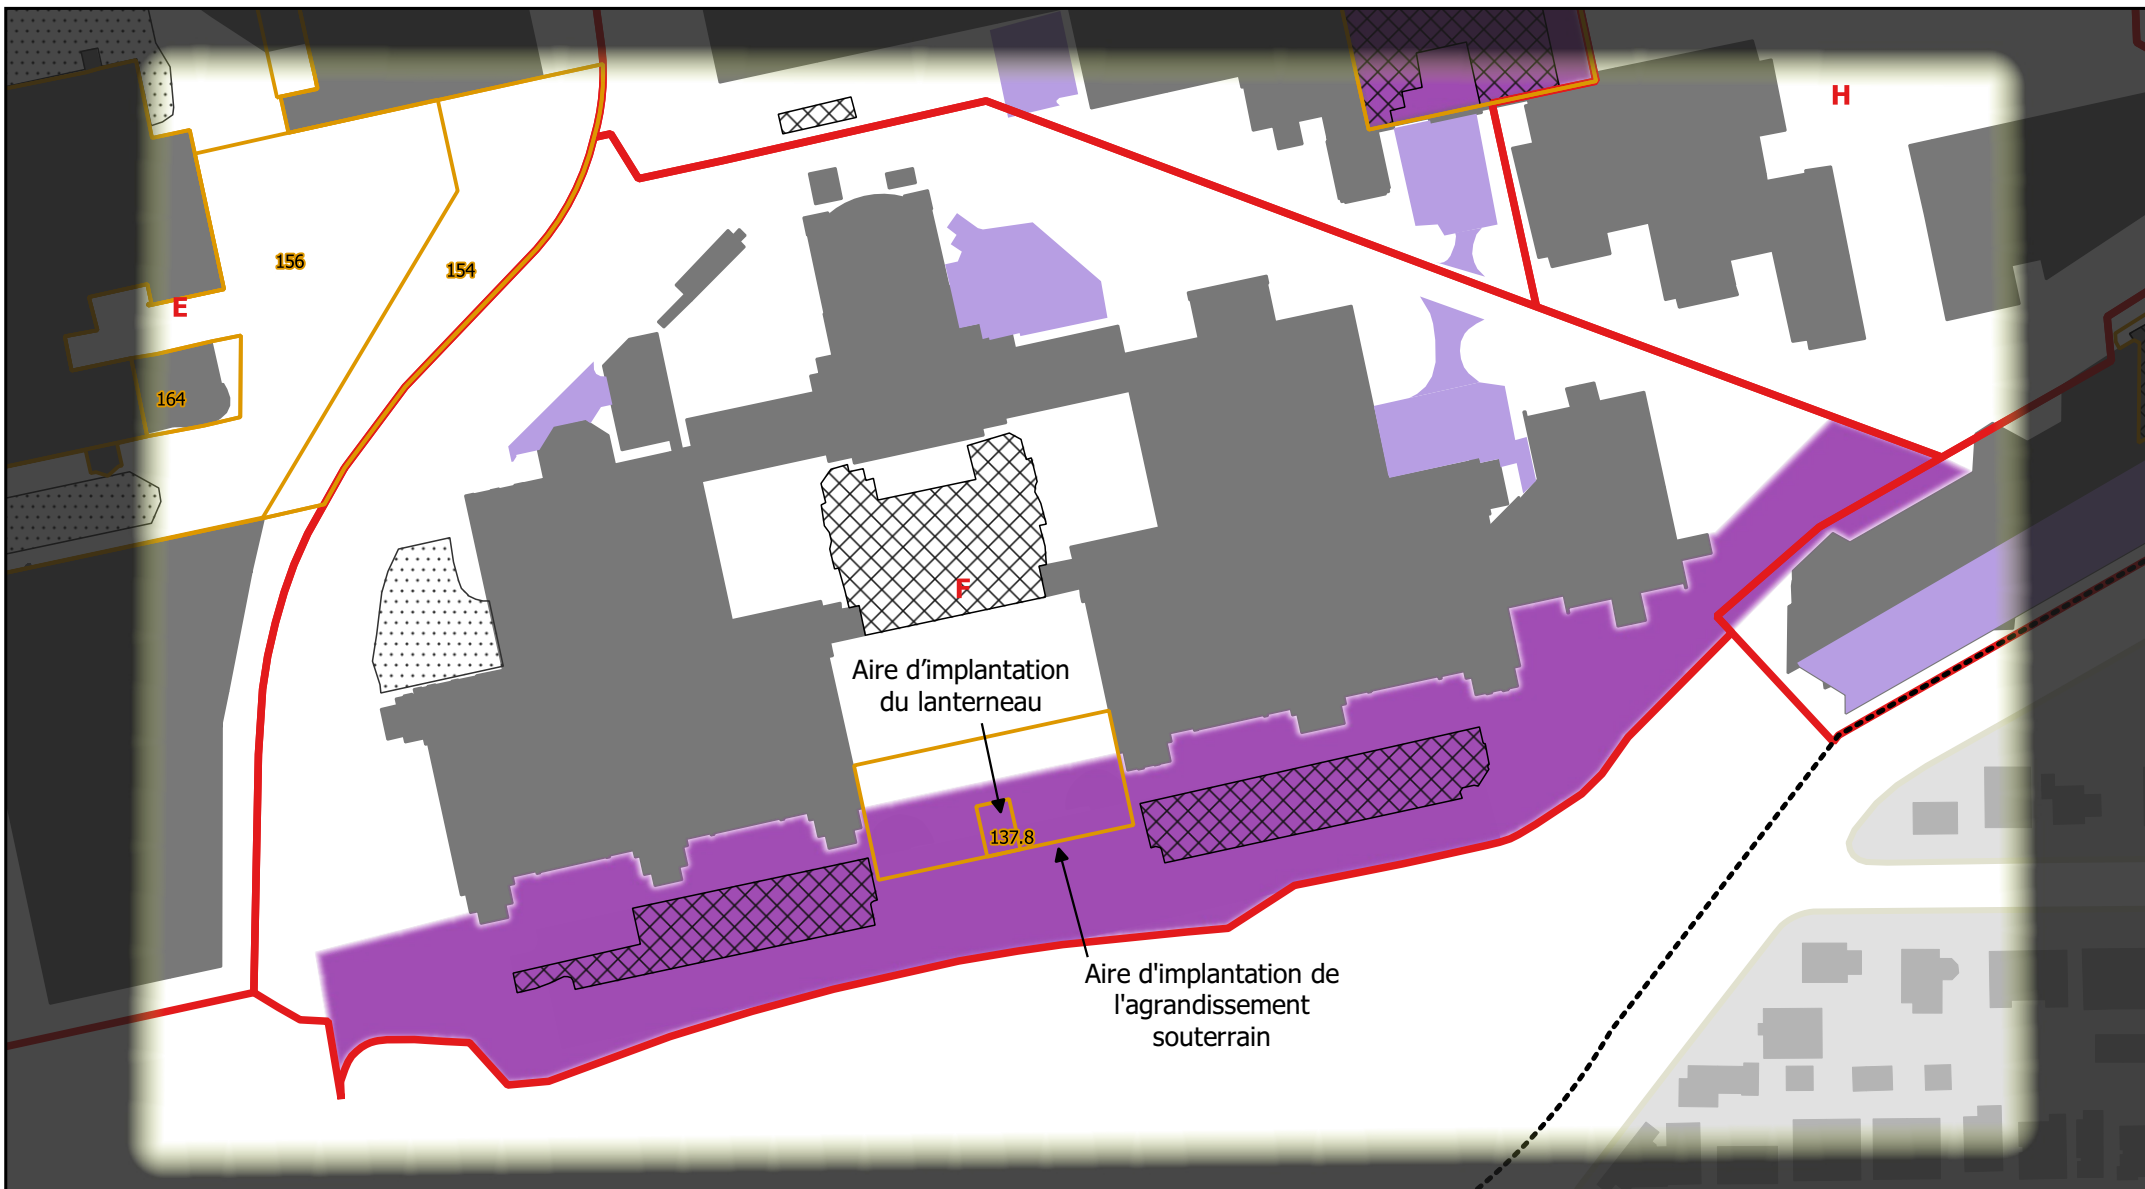 H
156
154
E
164
F
Aire d’implantation
du lanterneau
137.8
Aire d'implantation de
l'agrandissement
souterrain